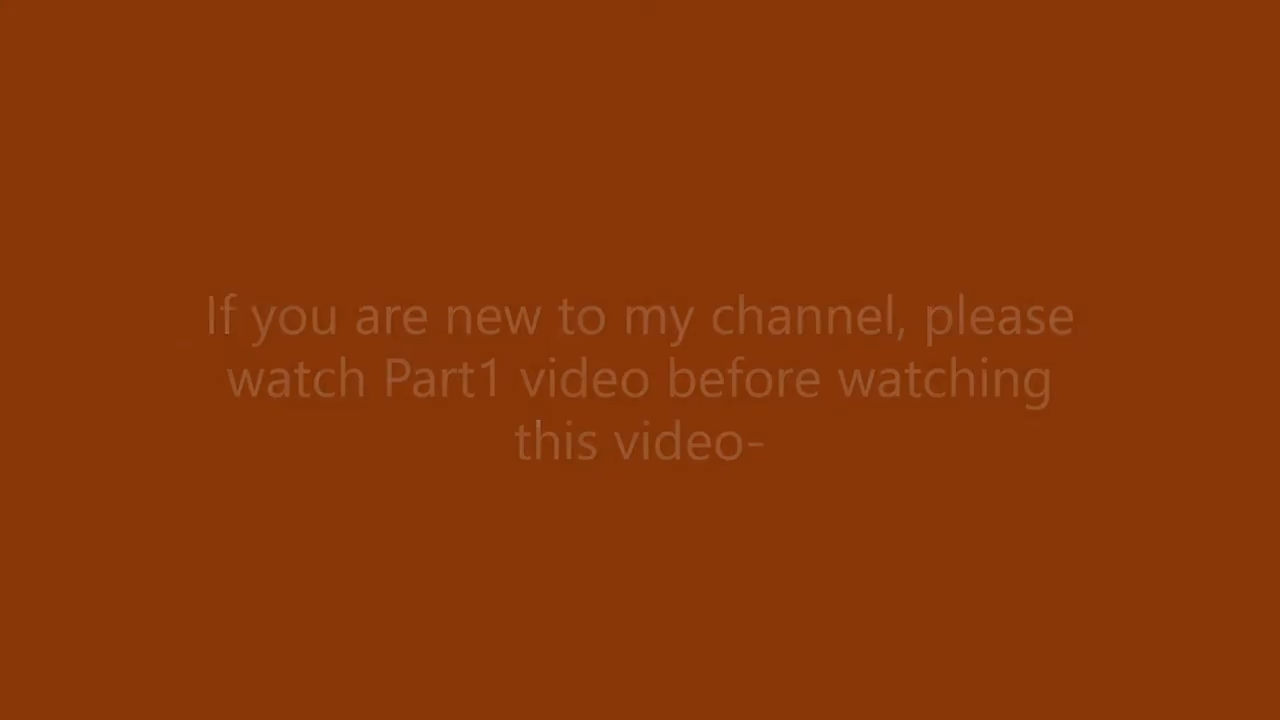 If you are new to my channel, please
watch Part1 video before watching
this video-